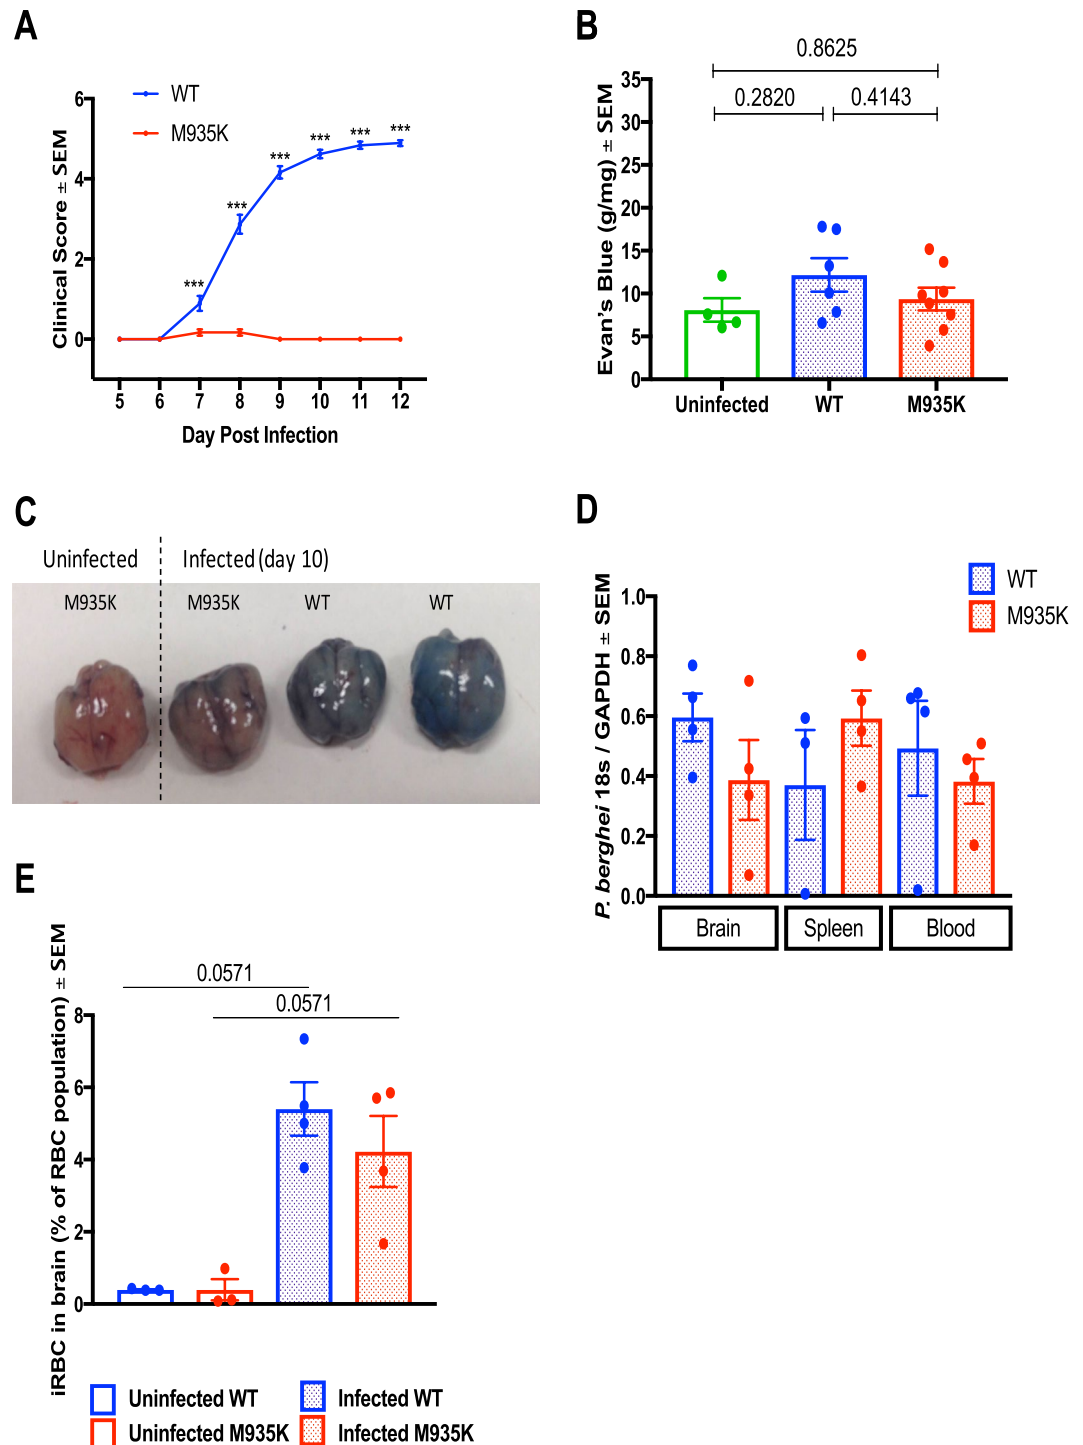 A
WT
M935K
Clinical Score ± SEM
6
4
2
0
***
***
***
***
***
***
***
5 6 7 8 9 10 11 12
Day Post Infection
B
0.8625
0.2820
0.4143
Evan's Blue (g/mg) ± SEM
35
30
25
20
15
10
5
0
Uninfected WT M935K
C
Uninfected Infected (day 10)
M935K M935K WT WT
D
WT
M935K
P. berghei 18s / GAPDH ± SEM
1.0
0.8
0.6
0.4
0.2
0.0
Brain Spleen Blood
E
0.0571
0.0571
iRBC in brain (% of RBC population) ± SEM
8
6
4
2
0
Uninfected WT Infected WT
Uninfected M935K Infected M935K